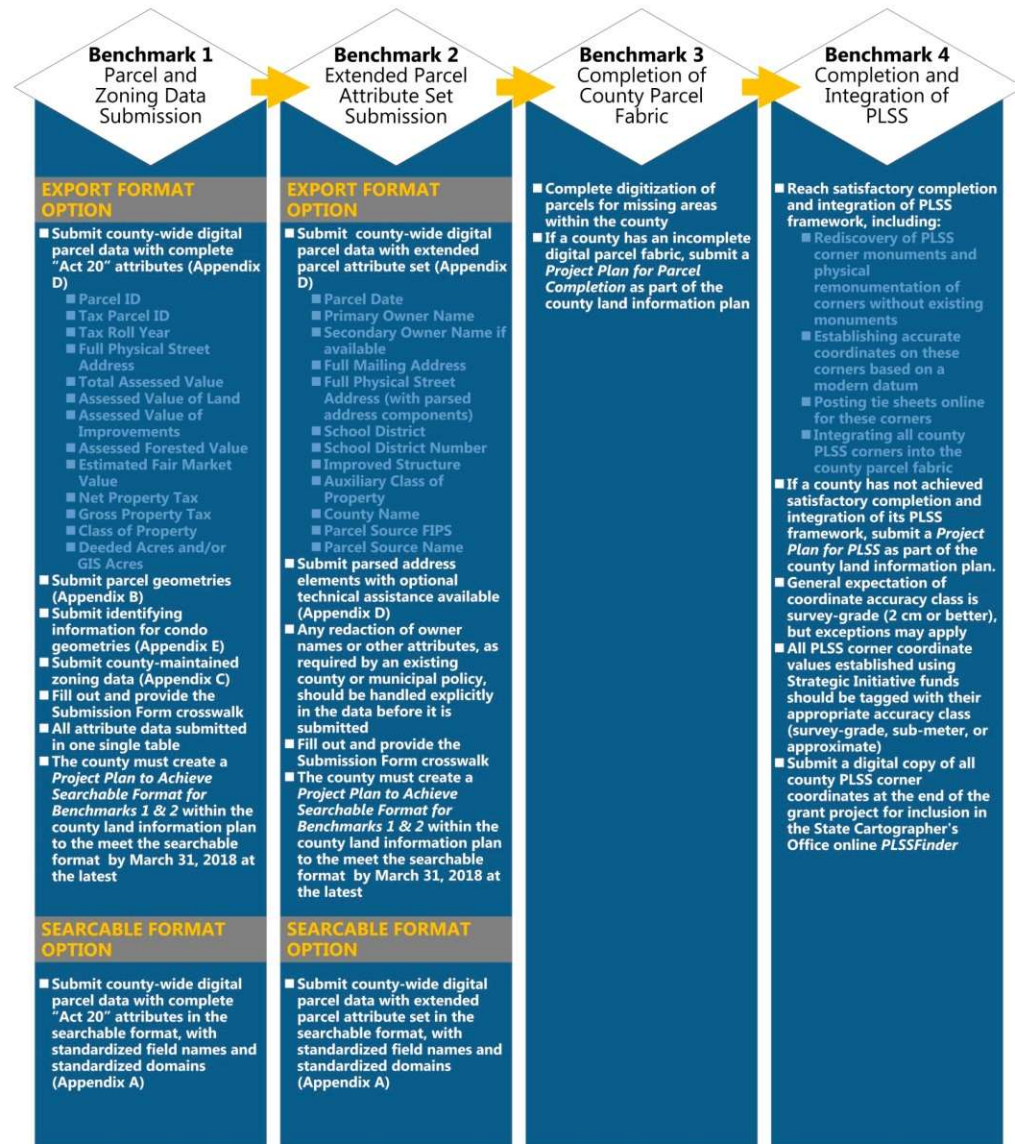 Benchmark 1
Parcel and
Zoning Data
Submission
EXPORT FORMAT
OPTION
■ Submit county-wide digital
parcel data with complete
"Act 20" attributes (Appendix
D)
■ Parcel ID
■ Tax Parcel ID
■ Tax Roll Year
■ Full Physical Street
Address
■ Total Assessed Value
■ Assessed Value of Land
■ Assessed Value of
Improvements
■ Assessed Forested Value
■ Estimated Fair Market
Value
■ Net Property Tax
■ Gross Property Tax
■ Class of Property
■ Deeded Acres and/or
GIS Acres
■ Submit parcel geometries
(Appendix B)
■ Submit identifying
information for condo
geometries (Appendix E)
■ Submit county-maintained
zoning data (Appendix C)
■ Fill out and provide the
Submission Form crosswalk
■ All attribute data submitted
in one single table
■ The county must create a
Project Plan to Achieve
Searchable Format for
Benchmarks 1 & 2 within the
county land information plan
to the meet the searchable
format by March 31, 2018 at
the latest
SEARCABLE FORMAT
OPTION
■ Submit county-wide digital
parcel data with complete
"Act 20" attributes in the
searchable format, with
standardized field names and
standardized domains
(Appendix A)
Benchmark 2
Extended Parcel
Attribute Set
Submission
EXPORT FORMAT
OPTION
■ Submit county-wide digital
parcel data with extended
parcel attribute set (Appendix
D)
■ Parcel Date
■ Primary Owner Name
■ Secondary Owner Name if
available
■ Full Mailing Address
■ Full Physical Street
Address (with parsed
address components)
■ School District
■ School District Number
■ Improved Structure
■ Auxiliary Class of
Property
■ County Name
■ Parcel Source FIPS
■ Parcel Source Name
■ Submit parsed address
elements with optional
technical assistance available
(Appendix D)
■ Any redaction of owner
names or other attributes, as
required by an existing
county or municipal policy,
should be handled explicitly
in the data before it is
submitted
■ Fill out and provide the
Submission Form crosswalk
■ The county must create a
Project Plan to Achieve
Searchable Format for
Benchmarks 1 & 2 within the
county land information plan
to the meet the searchable
format by March 31, 2018 at
the latest
SEARCABLE FORMAT
OPTION
■ Submit county-wide digital
parcel data with extended
parcel attribute set in the
searchable format, with
standardized field names and
standardized domains
(Appendix A)
Benchmark 3
Completion of
County Parcel
Fabric
■ Complete digitization of
parcels for missing areas
within the county
■ If a county has an incomplete
digital parcel fabric, submit a
Project Plan for Parcel
Completion as part of the
county land information plan
Benchmark 4
Completion and
Integration of
PLSS
■ Reach satisfactory completion
and integration of PLSS
framework, including:
■ Rediscovery of PLSS
corner monuments and
physical
remonumentation of
corners without existing
monuments
■ Establishing accurate
coordinates on these
corners based on a
modern datum
■ Posting tie sheets online
for these corners
■ Integrating all county
PLSS corners into the
county parcel fabric
■ If a county has not achieved
satisfactory completion and
integration of its PLSS
framework, submit a Project
Plan for PLSS as part of the
county land information plan.
■ General expectation of
coordinate accuracy class is
survey-grade (2 cm or better),
but exceptions may apply
■ All PLSS corner coordinate
values established using
Strategic Initiative funds
should be tagged with their
appropriate accuracy class
(survey-grade, sub-meter, or
approximate)
■ Submit a digital copy of all
county PLSS corner
coordinates at the end of the
grant project for inclusion in
the State Cartographer's
Office online PLSSFinder